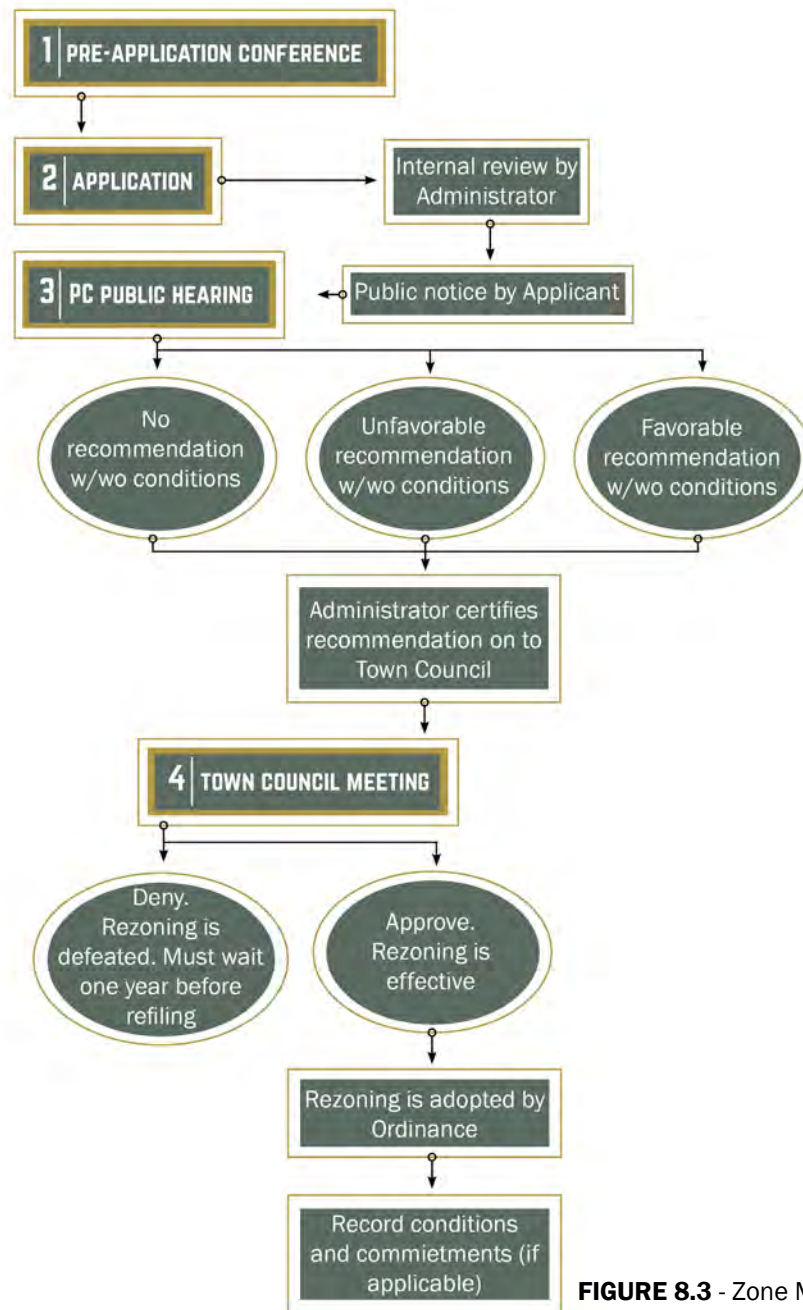 1 PRE-APPLICATION CONFERENCE
2 APPLICATION
Internal review by
Administrator
3 PC PUBLIC HEARING
Public notice by Applicant
No
recommendation
w/wo conditions
Unfavorable
recommendation
w/wo conditions
Favorable
recommendation
w/wo conditions
Administrator certifies
recommendation on to
Town Council
4 TOWN COUNCIL MEETING
Deny.
Rezoning is
defeated. Must wait
one year before
refiling
Approve.
Rezoning is
effective
Rezoning is adopted by
Ordinance
Record conditions
and commietments (if
applicable)
FIGURE 8.3 - Zone M